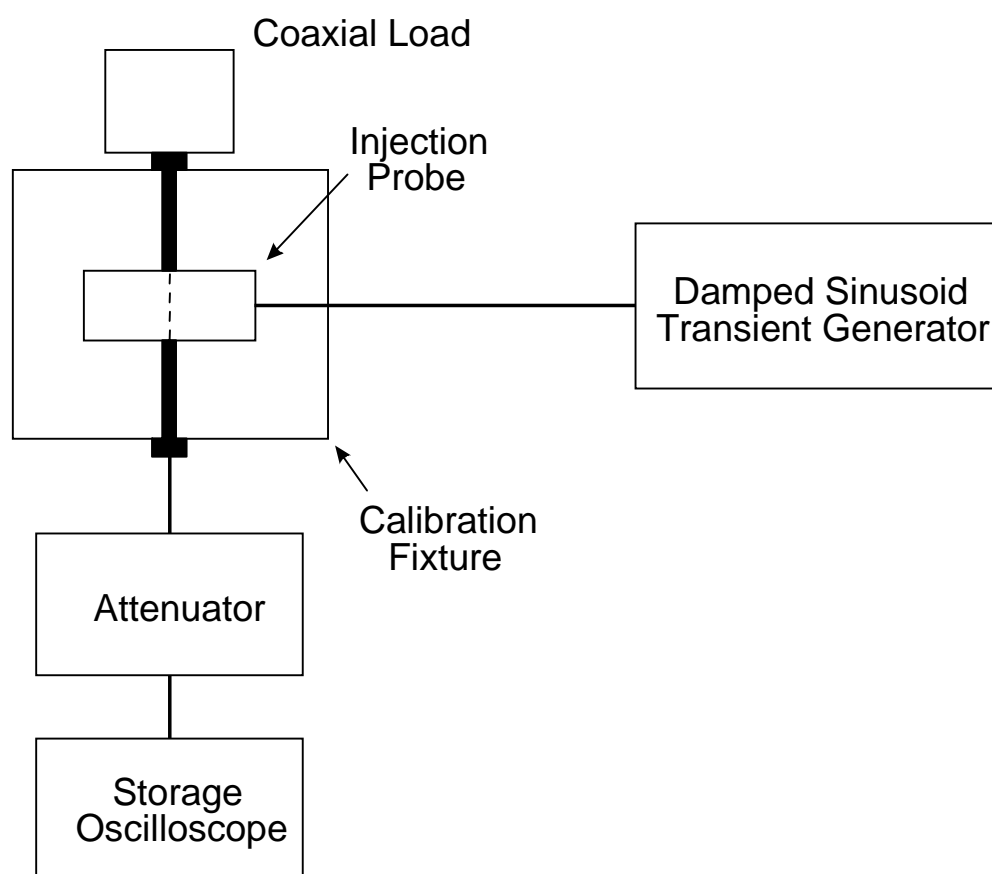 Coaxial Load
Injection
Probe
Damped Sinusoid
Transient Generator
Calibration
Fixture
Attenuator
Storage
Oscilloscope